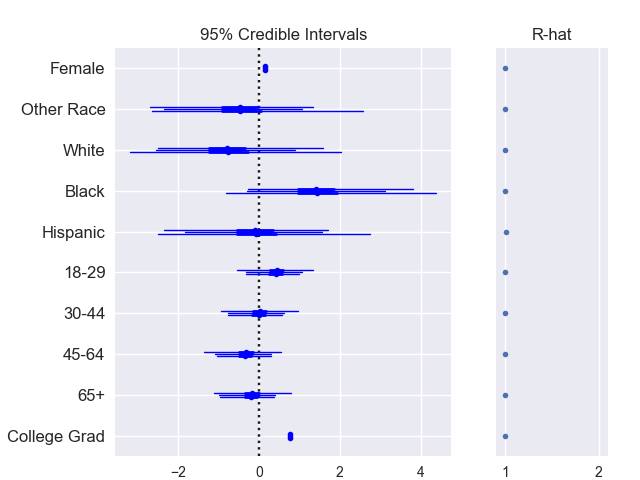 95% Credible Intervals
R-hat
Female
Other Race
White
Black
Hispanic
18-29
30-44
45-64
65+
College Grad
−2 0 2 4
1 2